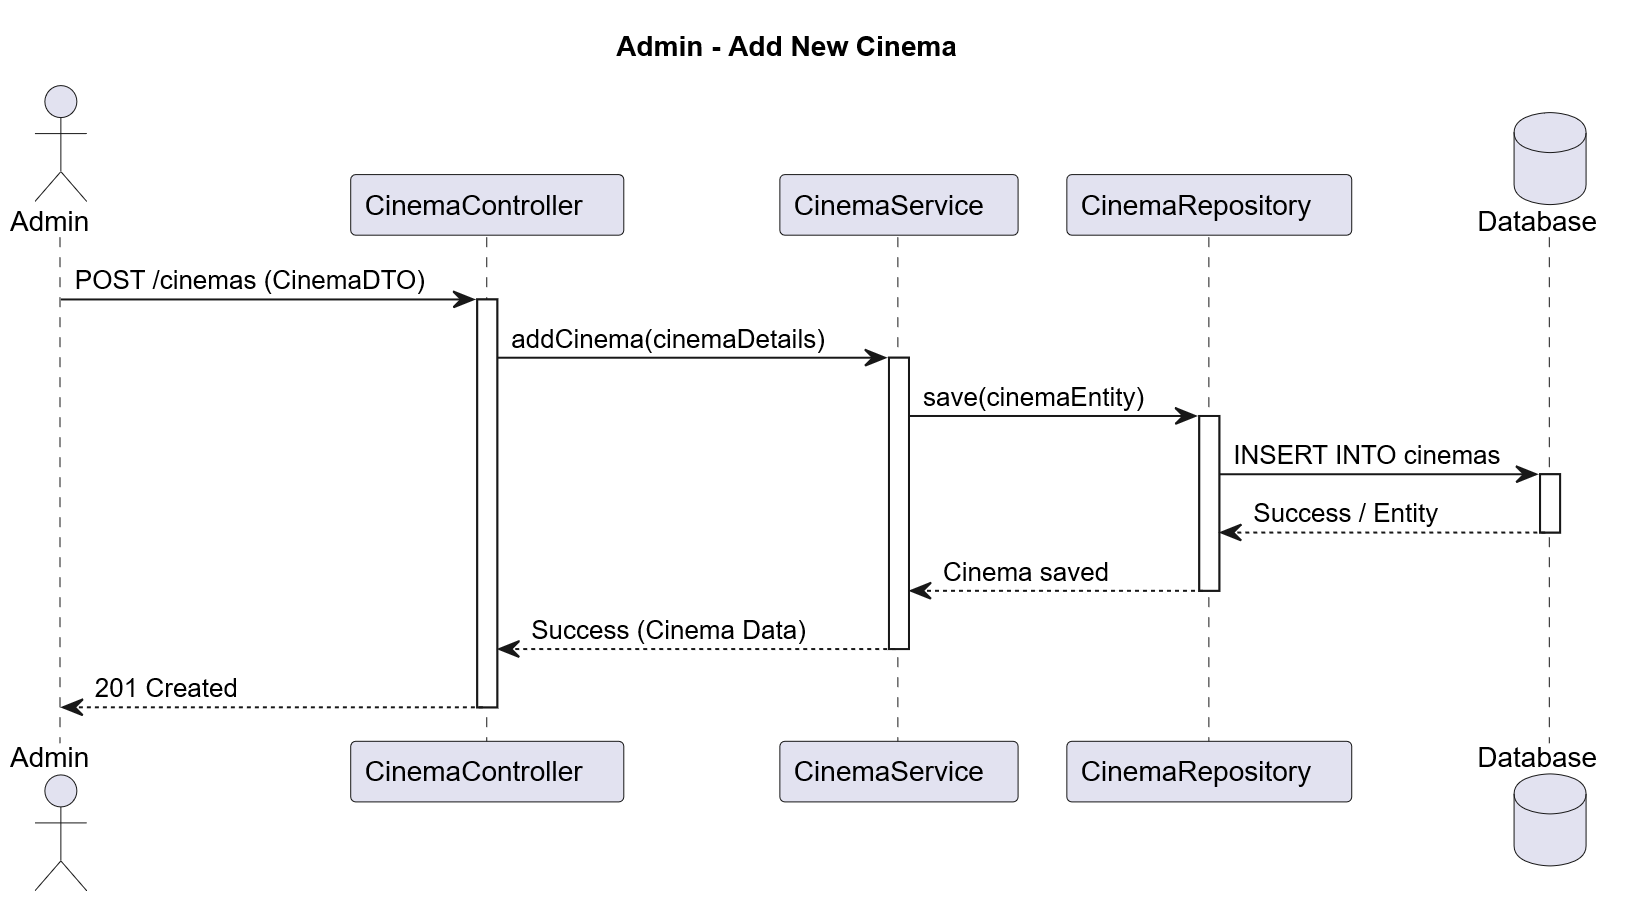 Admin - Add New Cinema
Admin
CinemaController
CinemaService
CinemaRepository
Database
POST /cinemas (CinemaDTO)
addCinema(cinemaDetails)
save(cinemaEntity)
INSERT INTO cinemas
Success / Entity
Cinema saved
Success (Cinema Data)
201 Created
Admin
CinemaController
CinemaService
CinemaRepository
Database